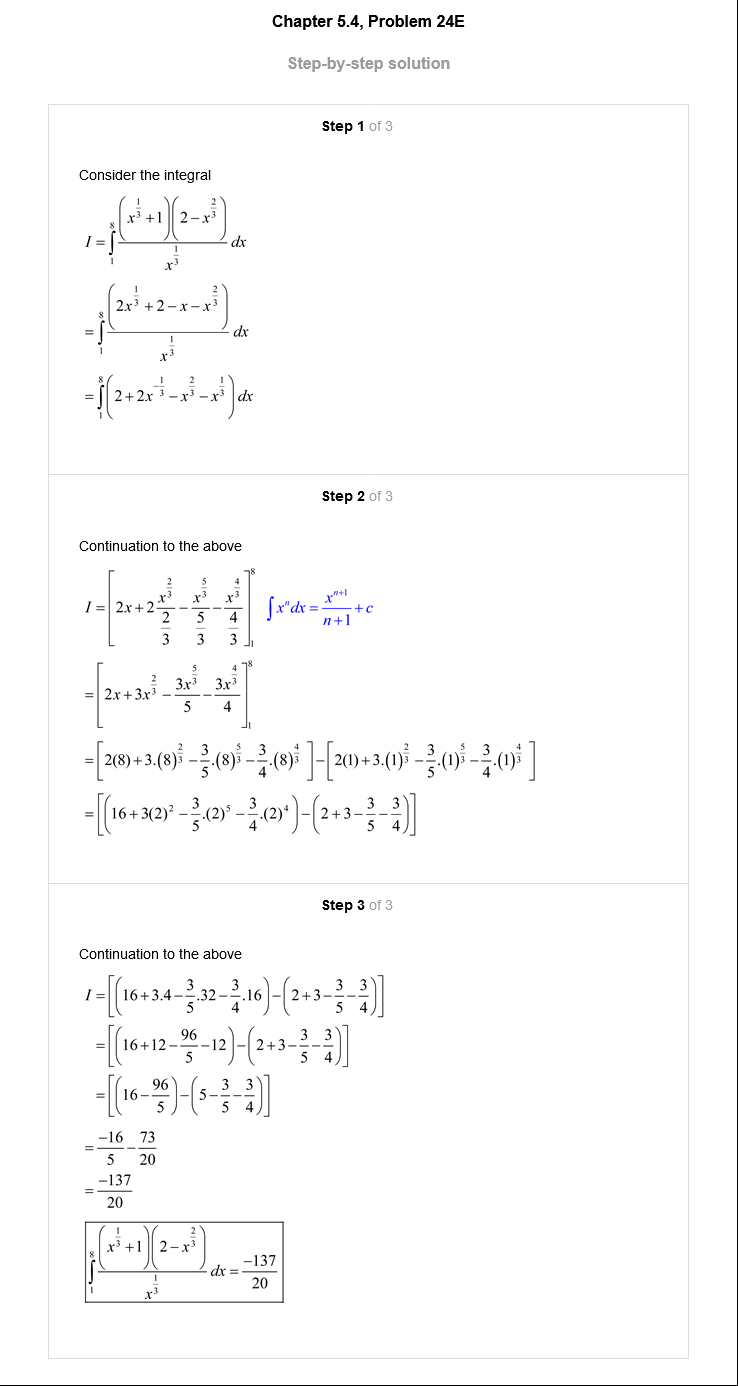 Chapter 5.4, Problem 24E
Step-by-step solution
Step 1 of 3
Consider the integral
$I = \int_1^8 \frac{\left(x^{\frac{1}{3}}+1\right)\left(2-x^{\frac{2}{3}}\right)}{x^{\frac{1}{3}}} dx$
$= \int_1^8 \frac{\left(2x^{\frac{1}{3}}+2-x-x^{\frac{2}{3}}\right)}{x^{\frac{1}{3}}} dx$
$= \int_1^8 \left(2+2x^{-\frac{1}{3}}-x^{\frac{2}{3}}-x^{\frac{1}{3}}\right) dx$
Step 2 of 3
Continuation to the above
$I = \left[2x+2\frac{x^{\frac{2}{3}}}{\frac{2}{3}}-\frac{x^{\frac{5}{3}}}{\frac{5}{3}}-\frac{x^{\frac{4}{3}}}{\frac{4}{3}}\right]_1^8 \quad \int x^n dx = \frac{x^{n+1}}{n+1}+c$
$= \left[2x+3x^{\frac{2}{3}}-\frac{3x^{\frac{5}{3}}}{5}-\frac{3x^{\frac{4}{3}}}{4}\right]_1^8$
$= \left[2(8)+3.(8)^{\frac{2}{3}}-\frac{3}{5}.(8)^{\frac{5}{3}}-\frac{3}{4}.(8)^{\frac{4}{3}}\right]-\left[2(1)+3.(1)^{\frac{2}{3}}-\frac{3}{5}.(1)^{\frac{5}{3}}-\frac{3}{4}.(1)^{\frac{4}{3}}\right]$
$= \left[\left(16+3(2)^2-\frac{3}{5}.(2)^5-\frac{3}{4}.(2)^4\right)-\left(2+3-\frac{3}{5}-\frac{3}{4}\right)\right]$
Step 3 of 3
Continuation to the above
$I = \left[\left(16+3.4-\frac{3}{5}.32-\frac{3}{4}.16\right)-\left(2+3-\frac{3}{5}-\frac{3}{4}\right)\right]$
$= \left[\left(16+12-\frac{96}{5}-12\right)-\left(2+3-\frac{3}{5}-\frac{3}{4}\right)\right]$
$= \left[\left(16-\frac{96}{5}\right)-\left(5-\frac{3}{5}-\frac{3}{4}\right)\right]$
$= \frac{-16}{5}-\frac{73}{20}$
$= \frac{-137}{20}$
$\int_1^8 \frac{\left(x^{\frac{1}{3}}+1\right)\left(2-x^{\frac{2}{3}}\right)}{x^{\frac{1}{3}}} dx = \frac{-137}{20}$